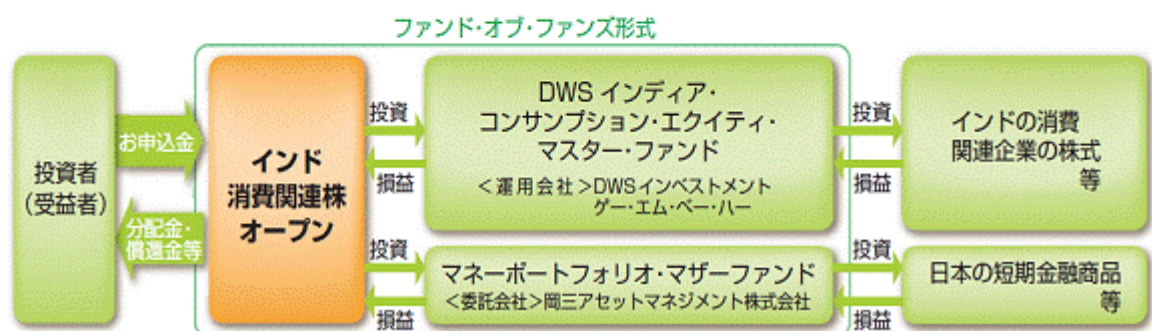 ファンド・オブ・ファンズ形式
投資者
(受益者)
お申込金
分配金・
償還金等
インド
消費関連株
オープン
投資
損益
DWS インディア・
コンサンプション・エクイティ・
マスター・ファンド
<運用会社>DWSインベストメント
ゲー・エム・ベー・ハー
投資
損益
インドの消費
関連企業の株式
等
投資
損益
マネーポートフォリオ・マザーファンド
<委託会社>岡三アセットマネジメント株式会社
投資
損益
日本の短期金融商品
等